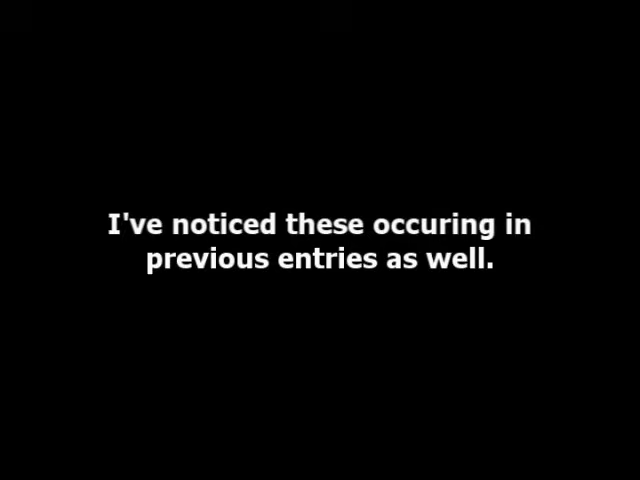 I've noticed these occuring in
previous entries as well.